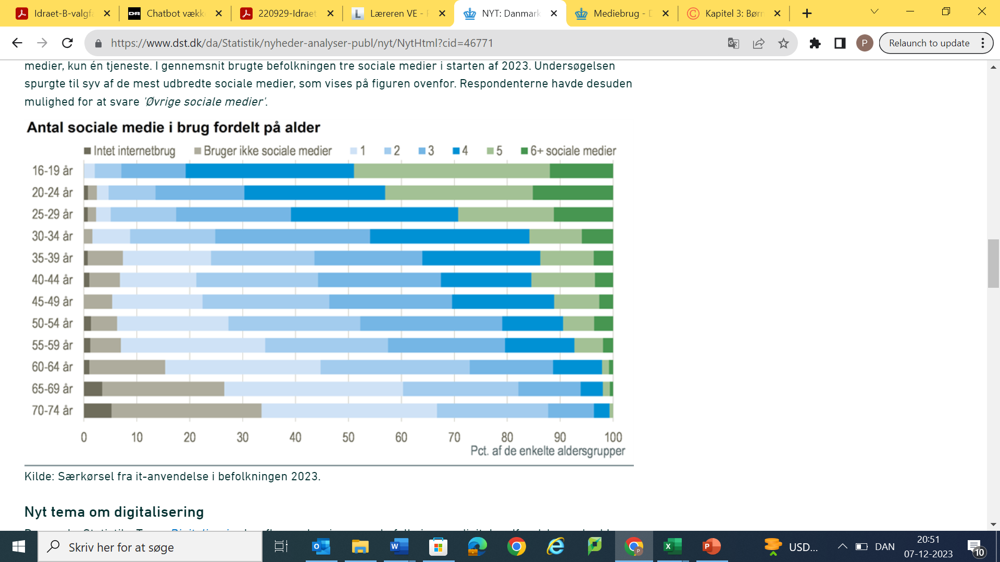 Idraet-B-valgfa
Chatbot vækk
220929-Idraet
Læreren VE - F
NYT: Danmark
Mediebrug - D
Kapitel 3: Børn
https://www.dst.dk/da/Statistik/nyheder-analyser-publ/nyt/NytHtml?cid=46771
P
Relaunch to update
medier, kun én tjeneste. I gennemsnit brugte befolkningen tre sociale medier i starten af 2023. Undersøgelsen
spurgte til syv af de mest udbredte sociale medier, som vises på figuren ovenfor. Respondenterne havde desuden
mulighed for at svare 'Øvrige sociale medier'.
Antal sociale medie i brug fordelt på alder
Intet internetbrug Bruger ikke sociale medier 1 2 3 4 5 6+ sociale medier
16-19 år
20-24 år
25-29 år
30-34 år
35-39 år
40-44 år
45-49 år
50-54 år
55-59 år
60-64 år
65-69 år
70-74 år
0 10 20 30 40 50 60 70 80 90 100
Pct. af de enkelte aldersgrupper
Kilde: Særkørsel fra it-anvendelse i befolkningen 2023.
Nyt tema om digitalisering
Skriv her for at søge
USD...
DAN
20:51
07-12-2023
10